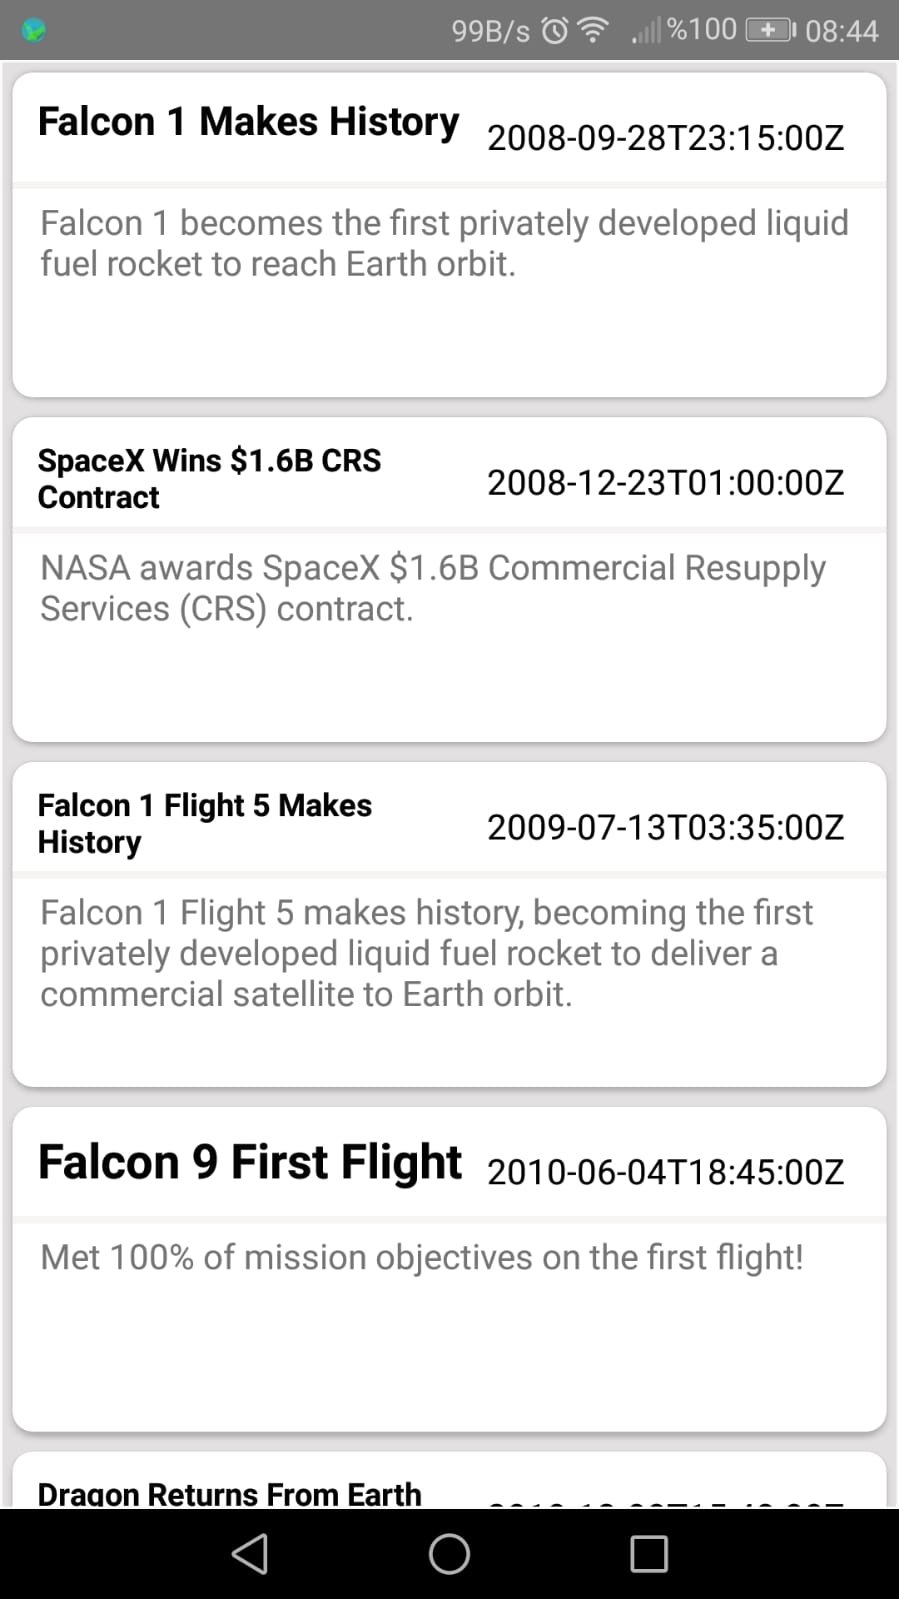 99B/s %100 08:44
Falcon 1 Makes History 2008-09-28T23:15:00Z
Falcon 1 becomes the first privately developed liquid
fuel rocket to reach Earth orbit.
SpaceX Wins $1.6B CRS
Contract
2008-12-23T01:00:00Z
NASA awards SpaceX $1.6B Commercial Resupply
Services (CRS) contract.
Falcon 1 Flight 5 Makes
History
2009-07-13T03:35:00Z
Falcon 1 Flight 5 makes history, becoming the first
privately developed liquid fuel rocket to deliver a
commercial satellite to Earth orbit.
Falcon 9 First Flight 2010-06-04T18:45:00Z
Met 100% of mission objectives on the first flight!
Dragon Returns From Earth